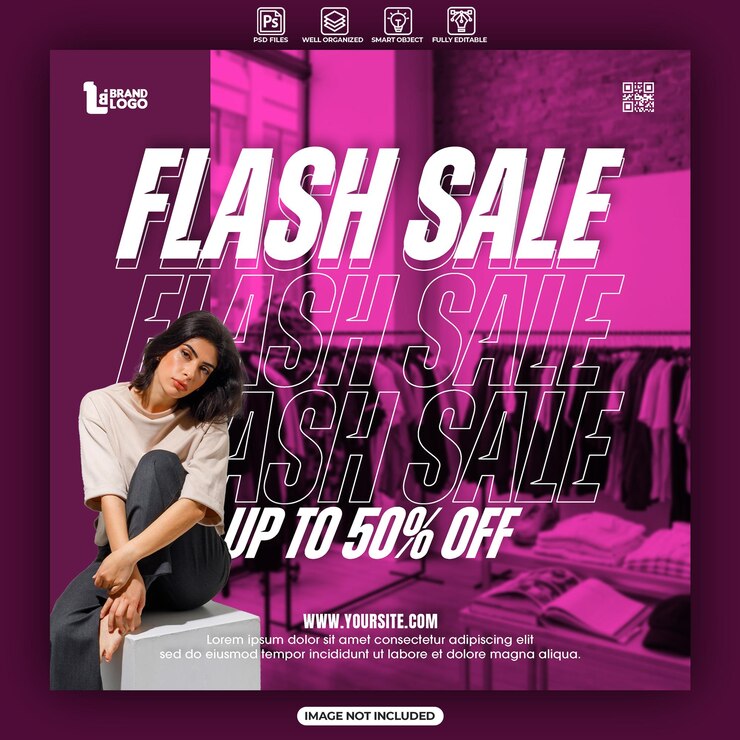 Ps
PSD FILES
WELL ORGANIZED
SMART OBJECT
FULLY EDITABLE
BRAND
LOGO
FLASH SALE
FLASH SALE
FLASH SALE
UP TO 50% OFF
WWW.YOURSITE.COM
Lorem ipsum dolor sit amet consectetur adipiscing elit
sed do eiusmod tempor incididunt ut labore et dolore magna aliqua.
IMAGE NOT INCLUDED